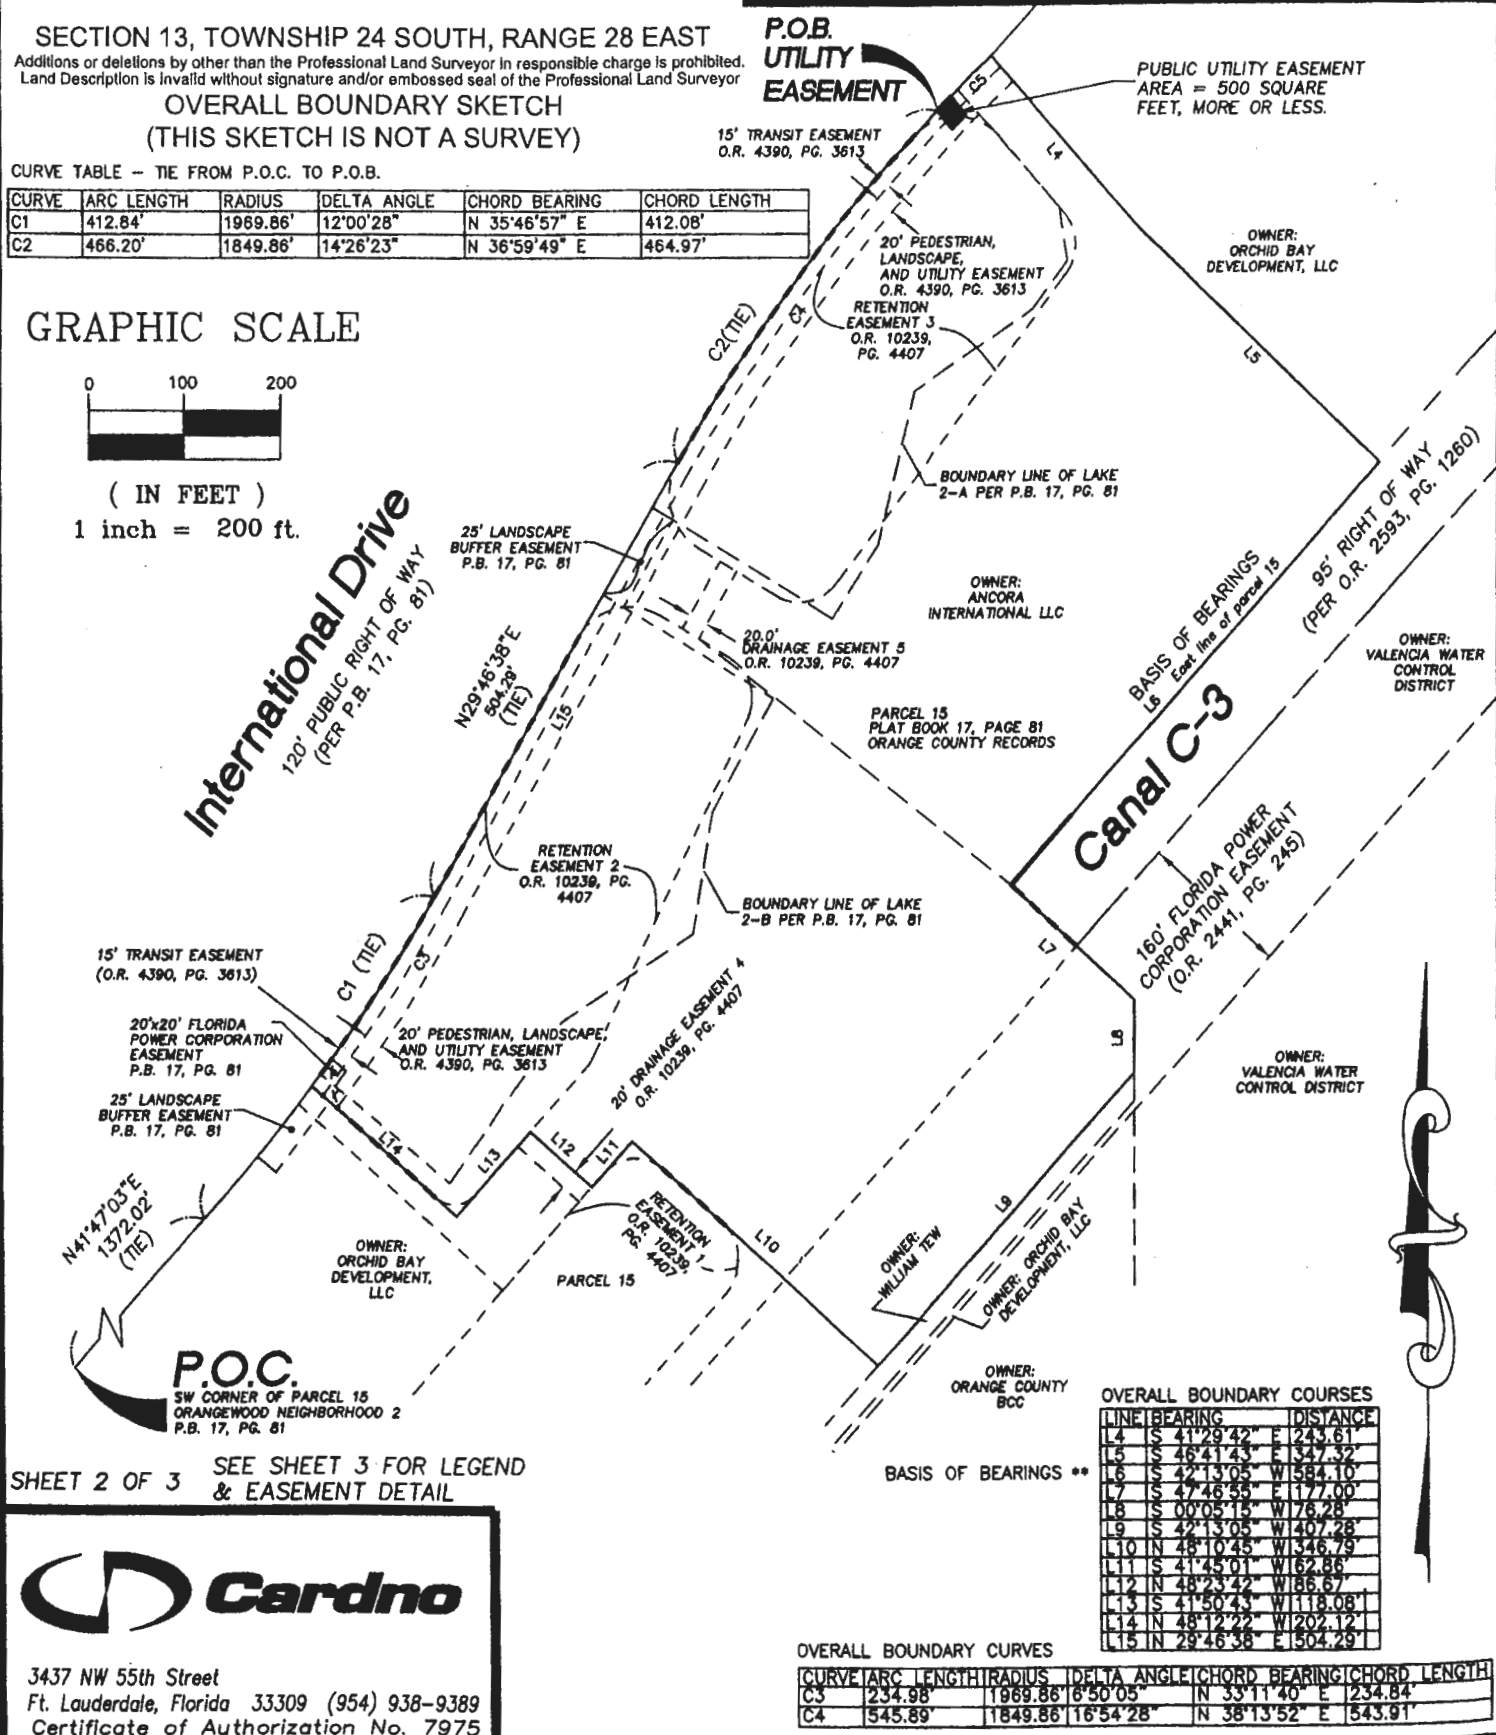 SECTION 13, TOWNSHIP 24 SOUTH, RANGE 28 EAST
Additions or deletions by other than the Professional Land Surveyor in responsible charge is prohibited.
Land Description is invalid without signature and/or embossed seal of the Professional Land Surveyor
OVERALL BOUNDARY SKETCH
(THIS SKETCH IS NOT A SURVEY)
CURVE TABLE – TIE FROM P.O.C. TO P.O.B.
CURVE ARC LENGTH RADIUS DELTA ANGLE CHORD BEARING CHORD LENGTH
C1 412.84' 1969.86' 12°00'28" N 35°46'57" E 412.08'
C2 466.20' 1849.86' 14°26'23" N 36°59'49" E 464.97'
GRAPHIC SCALE
0 100 200
( IN FEET )
1 inch = 200 ft.
P.O.B.
UTILITY
EASEMENT
C5
PUBLIC UTILITY EASEMENT
AREA = 500 SQUARE
FEET, MORE OR LESS.
15' TRANSIT EASEMENT
O.R. 4390, PG. 3613
L4
20' PEDESTRIAN,
LANDSCAPE,
AND UTILITY EASEMENT
O.R. 4390, PG. 3613
OWNER:
ORCHID BAY
DEVELOPMENT, LLC
RETENTION
EASEMENT 3
O.R. 10239,
PG. 4407
C2(TIE)
C4
L5
BOUNDARY LINE OF LAKE
2-A PER P.B. 17, PG. 81
95' RIGHT OF WAY
(PER O.R. 2593, PG. 1260)
International Drive
120' PUBLIC RIGHT OF WAY
(PER P.B. 17, PG. 81)
25' LANDSCAPE
BUFFER EASEMENT
P.B. 17, PG. 81
OWNER:
ANCORA
INTERNATIONAL LLC
BASIS OF BEARINGS
L6 East line of parcel 15
N29°46'38"E
504.29'
(TIE)
L15
20.0'
DRAINAGE EASEMENT 5
O.R. 10239, PG. 4407
OWNER:
VALENCIA WATER
CONTROL
DISTRICT
PARCEL 15
PLAT BOOK 17, PAGE 81
ORANGE COUNTY RECORDS
Canal C-3
RETENTION
EASEMENT 2
O.R. 10239, PG.
4407
BOUNDARY LINE OF LAKE
2-B PER P.B. 17, PG. 81
160' FLORIDA POWER
CORPORATION EASEMENT
(O.R. 2441, PG. 245)
L7
15' TRANSIT EASEMENT
(O.R. 4390, PG. 3613)
C1 (TIE)
C3
20'x20' FLORIDA
POWER CORPORATION
EASEMENT
P.B. 17, PG. 81
20' PEDESTRIAN, LANDSCAPE,
AND UTILITY EASEMENT
O.R. 4390, PG. 3613
20' DRAINAGE EASEMENT 4
O.R. 10239, PG. 4407
L8
OWNER:
VALENCIA WATER
CONTROL DISTRICT
25' LANDSCAPE
BUFFER EASEMENT
P.B. 17, PG. 81
L14
L13
L12
L11
N41°47'03"E
1372.02'
(TIE)
RETENTION
EASEMENT 1
O.R. 10239,
PG. 4407
L10
L9
OWNER:
WILLIAM TEW
OWNER: ORCHID BAY
DEVELOPMENT, LLC
OWNER:
ORCHID BAY
DEVELOPMENT,
LLC
PARCEL 15
P.O.C.
SW CORNER OF PARCEL 15
ORANGEWOOD NEIGHBORHOOD 2
P.B. 17, PG. 81
OWNER:
ORANGE COUNTY
BCC
SHEET 2 OF 3
SEE SHEET 3 FOR LEGEND
& EASEMENT DETAIL
BASIS OF BEARINGS **
OVERALL BOUNDARY COURSES
LINE BEARING DISTANCE
L4 S 41°29'42" E 243.61'
L5 S 46°41'43" E 347.32'
L6 S 42°13'05" W 584.10'
L7 S 47°46'55" E 177.00'
L8 S 00°05'15" W 76.28'
L9 S 42°13'05" W 407.28'
L10 N 48°10'45" W 346.79'
L11 S 41°45'01" W 62.86'
L12 N 48°23'42" W 86.67'
L13 S 41°50'43" W 118.08'
L14 N 48°12'22" W 202.12'
L15 N 29°46'38" E 504.29'
Cardno
3437 NW 55th Street
Ft. Lauderdale, Florida 33309 (954) 938-9389
Certificate of Authorization No. 7975
OVERALL BOUNDARY CURVES
CURVE ARC LENGTH RADIUS DELTA ANGLE CHORD BEARING CHORD LENGTH
C3 234.98' 1969.86' 6°50'05" N 33°11'40" E 234.84'
C4 545.89' 1849.86' 16°54'28" N 38°13'52" E 543.91'